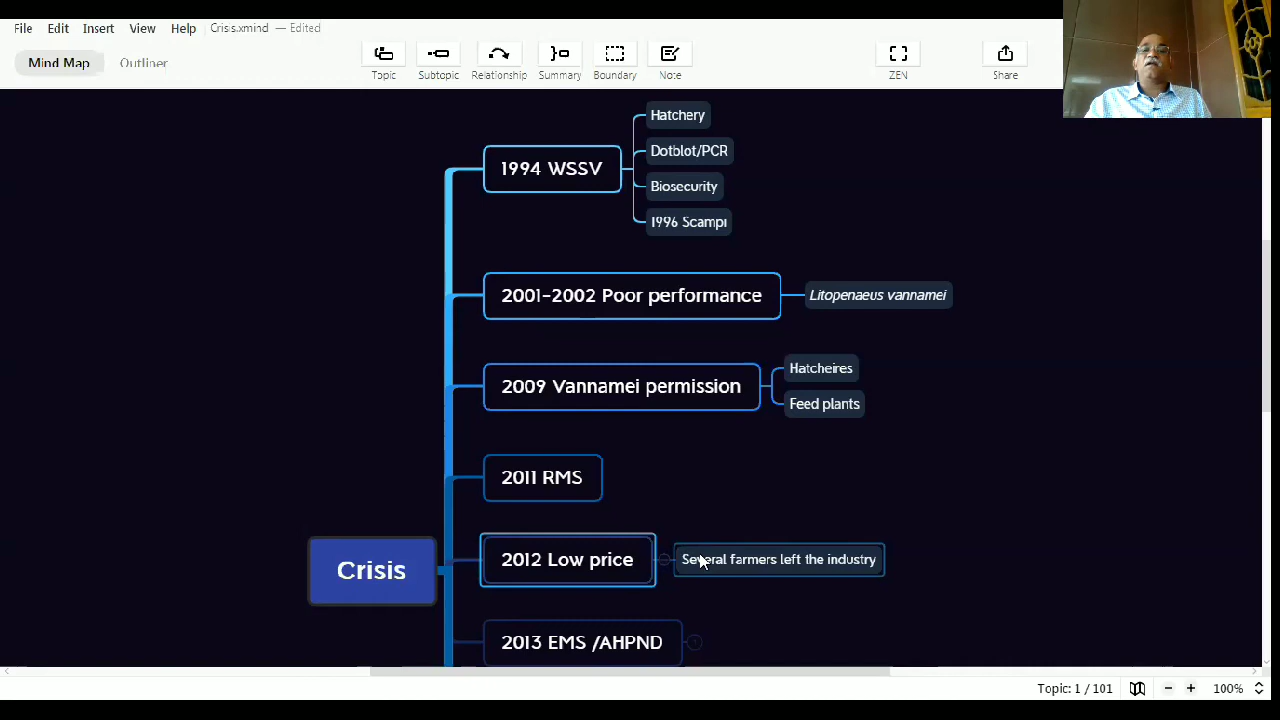 File Edit Insert View Help Crisis.xmind — Edited
Mind Map Outliner
Topic Subtopic Relationship Summary Boundary Note ZEN Share
Hatchery
Dotblot/PCR
1994 WSSV
Biosecurity
1996 Scampi
2001-2002 Poor performance
Litopenaeus vannamei
2009 Vannamei permission
Hatcheires
Feed plants
2011 RMS
Crisis
2012 Low price
Several farmers left the industry
2013 EMS /AHPND
Topic: 1 / 101
100%